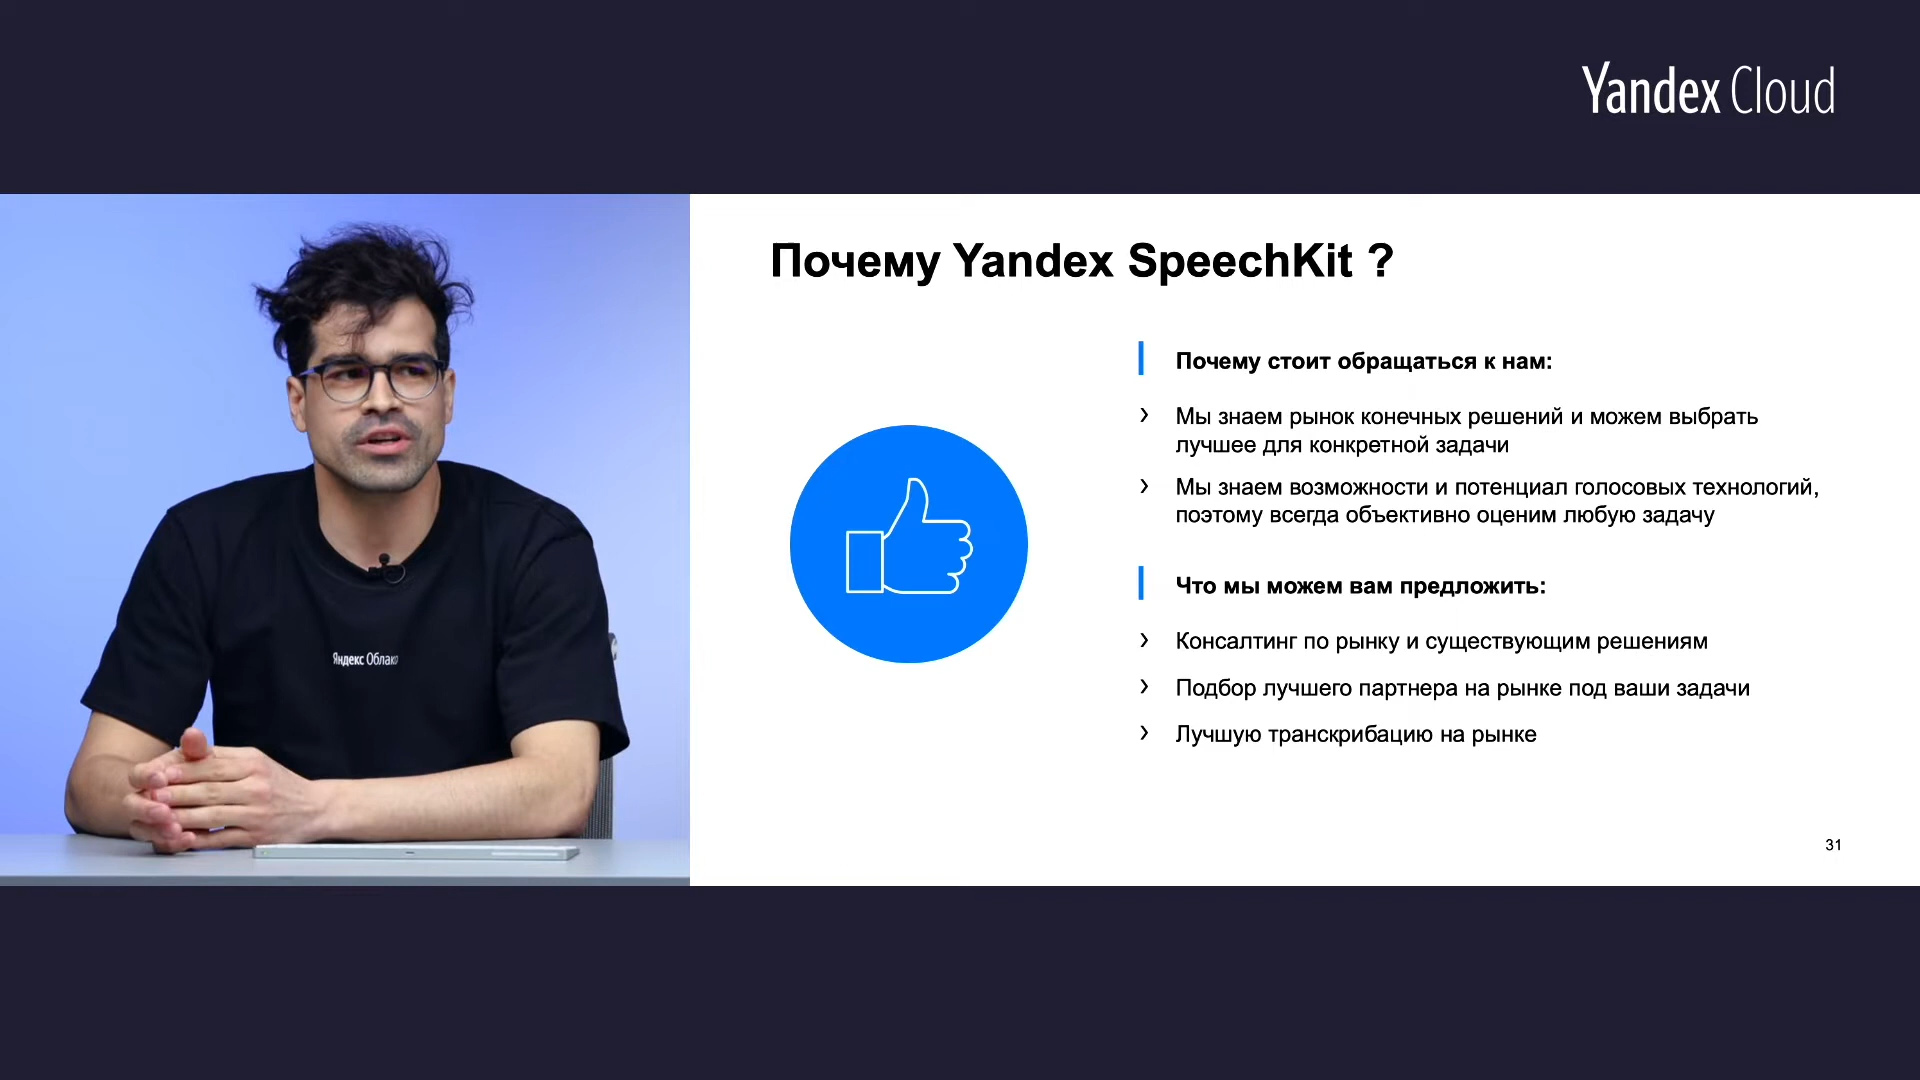 Yandex Cloud
Почему Yandex SpeechKit ?
Почему стоит обращаться к нам:
Мы знаем рынок конечных решений и можем выбрать
лучшее для конкретной задачи
Мы знаем возможности и потенциал голосовых технологий,
поэтому всегда объективно оценим любую задачу
Что мы можем вам предложить:
Консалтинг по рынку и существующим решениям
Подбор лучшего партнера на рынке под ваши задачи
Лучшую транскрибацию на рынке
31
Яндекс Облако